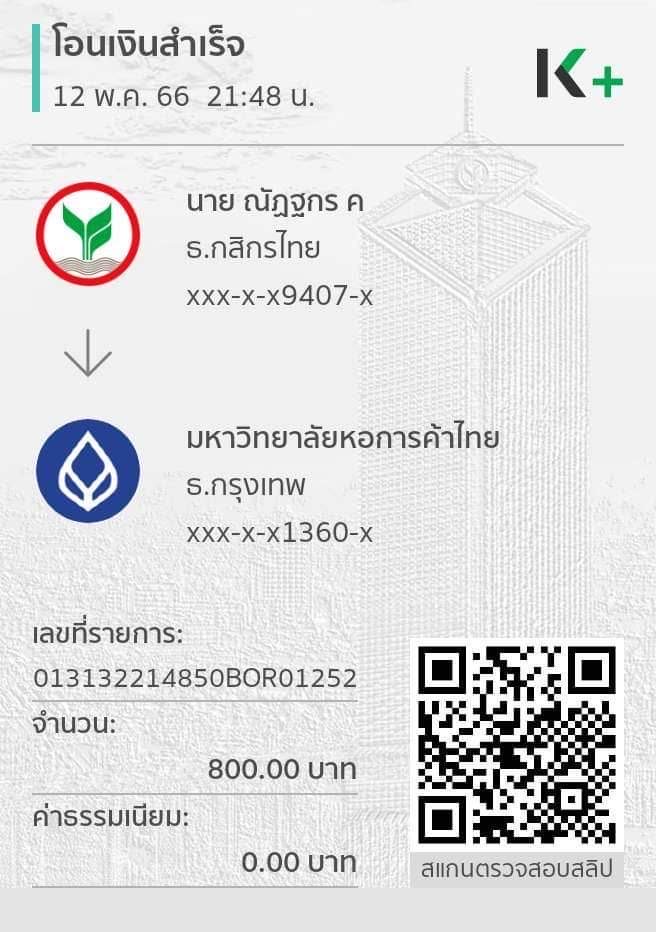 โอนเงินสำเร็จ
12 พ.ค. 66  21:48 น.
K+
นาย ณัฏฐกร ค
ธ.กสิกรไทย
xxx-x-x9407-x
มหาวิทยาลัยหอการค้าไทย
ธ.กรุงเทพ
xxx-x-x1360-x
เลขที่รายการ:
013132214850BOR01252
จำนวน:
800.00 บาท
ค่าธรรมเนียม:
0.00 บาท
สแกนตรวจสอบสลิป